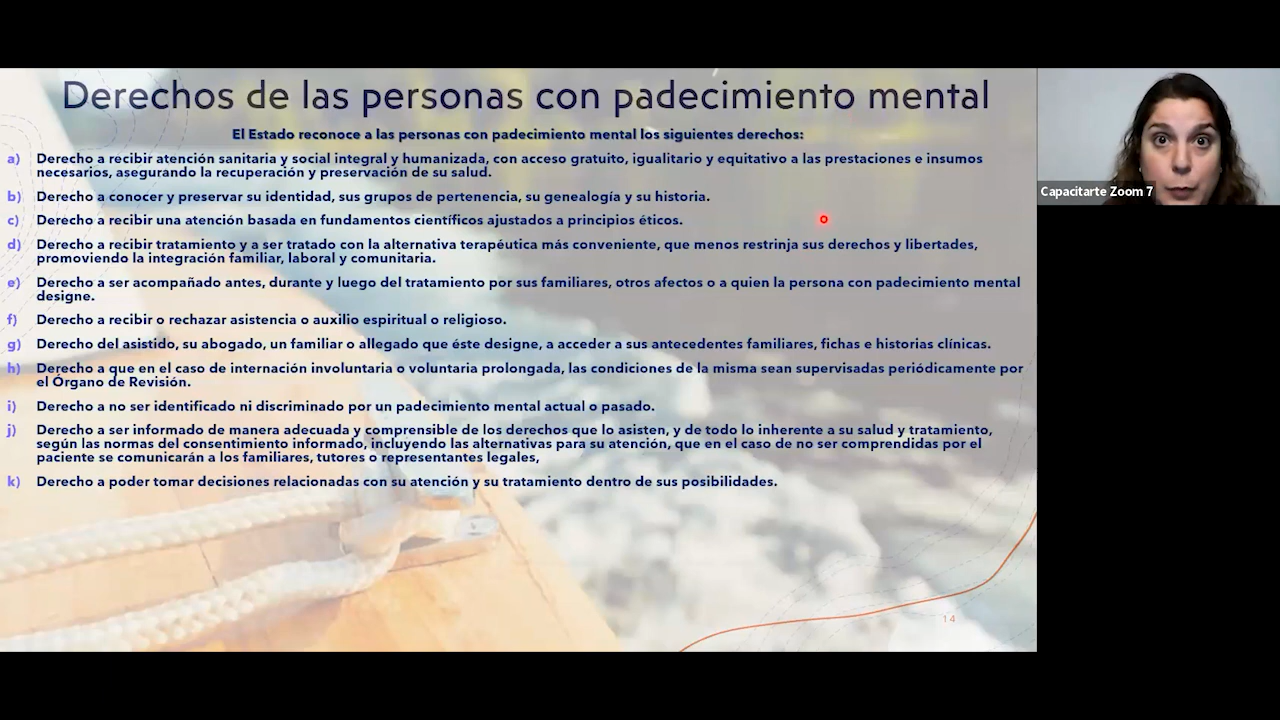 Derechos de las personas con padecimiento mental
El Estado reconoce a las personas con padecimiento mental los siguientes derechos:
a) Derecho a recibir atención sanitaria y social integral y humanizada, con acceso gratuito, igualitario y equitativo a las prestaciones e insumos
necesarios, asegurando la recuperación y preservación de su salud.
b) Derecho a conocer y preservar su identidad, sus grupos de pertenencia, su genealogía y su historia.
c) Derecho a recibir una atención basada en fundamentos científicos ajustados a principios éticos.
d) Derecho a recibir tratamiento y a ser tratado con la alternativa terapéutica más conveniente, que menos restrinja sus derechos y libertades,
promoviendo la integración familiar, laboral y comunitaria.
e) Derecho a ser acompañado antes, durante y luego del tratamiento por sus familiares, otros afectos o a quien la persona con padecimiento mental
designe.
f) Derecho a recibir o rechazar asistencia o auxilio espiritual o religioso.
g) Derecho del asistido, su abogado, un familiar o allegado que éste designe, a acceder a sus antecedentes familiares, fichas e historias clínicas.
h) Derecho a que en el caso de internación involuntaria o voluntaria prolongada, las condiciones de la misma sean supervisadas periódicamente por
el Órgano de Revisión.
i) Derecho a no ser identificado ni discriminado por un padecimiento mental actual o pasado.
j) Derecho a ser informado de manera adecuada y comprensible de los derechos que lo asisten, y de todo lo inherente a su salud y tratamiento,
según las normas del consentimiento informado, incluyendo las alternativas para su atención, que en el caso de no ser comprendidas por el
paciente se comunicarán a los familiares, tutores o representantes legales,
k) Derecho a poder tomar decisiones relacionadas con su atención y su tratamiento dentro de sus posibilidades.
14
Capacitarte Zoom 7